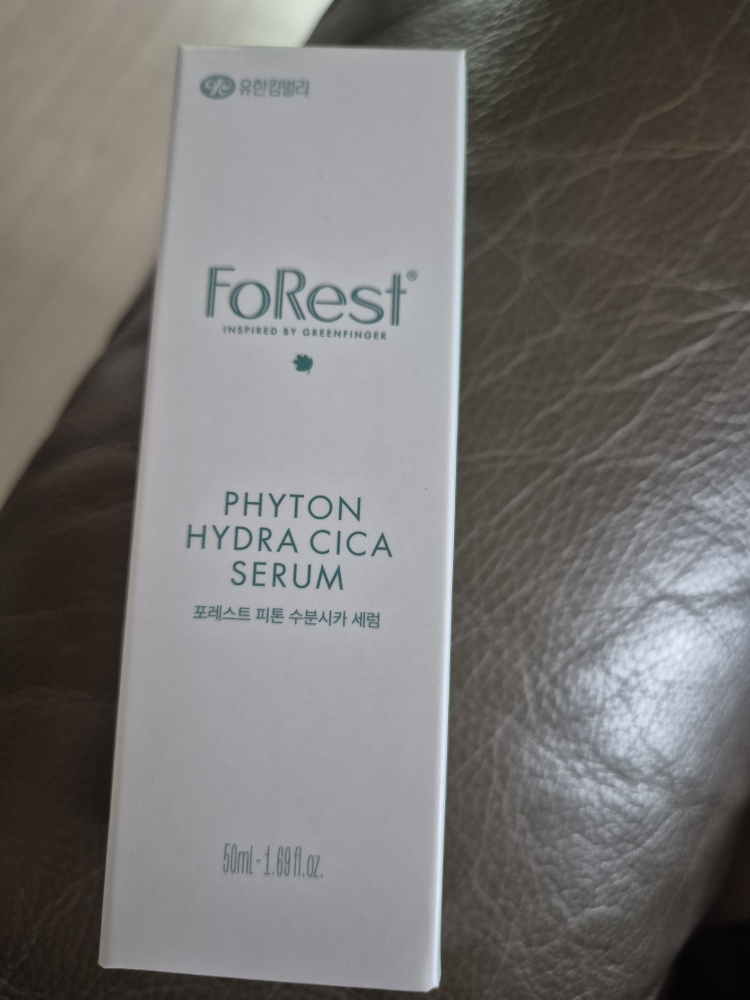 유한킴벌리
FoRest®
INSPIRED BY GREENFINGER
PHYTON
HYDRA CICA
SERUM
포레스트 피톤 수분시카 세럼
50ml - 1.69 fl.oz.